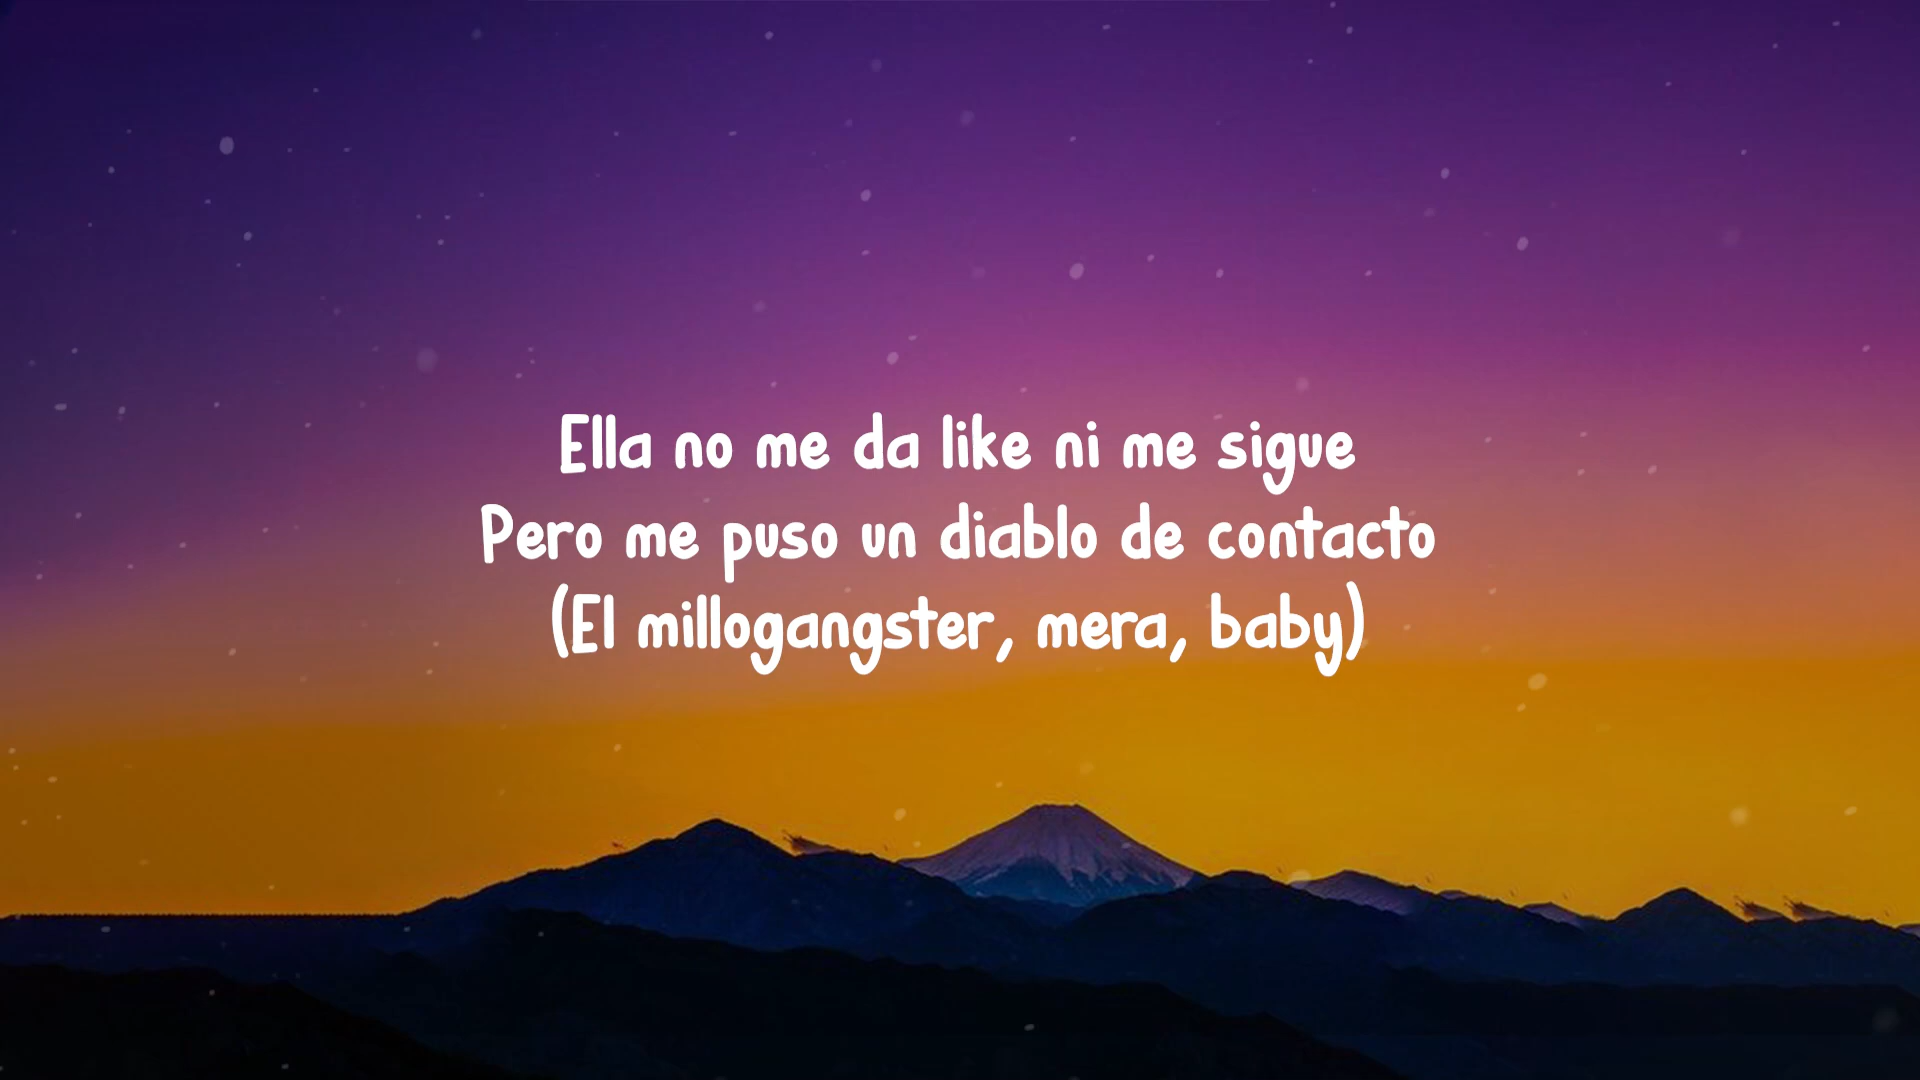 Ella no me da like ni me sigue
Pero me puso un diablo de contacto
(El millogangster, mera, baby)